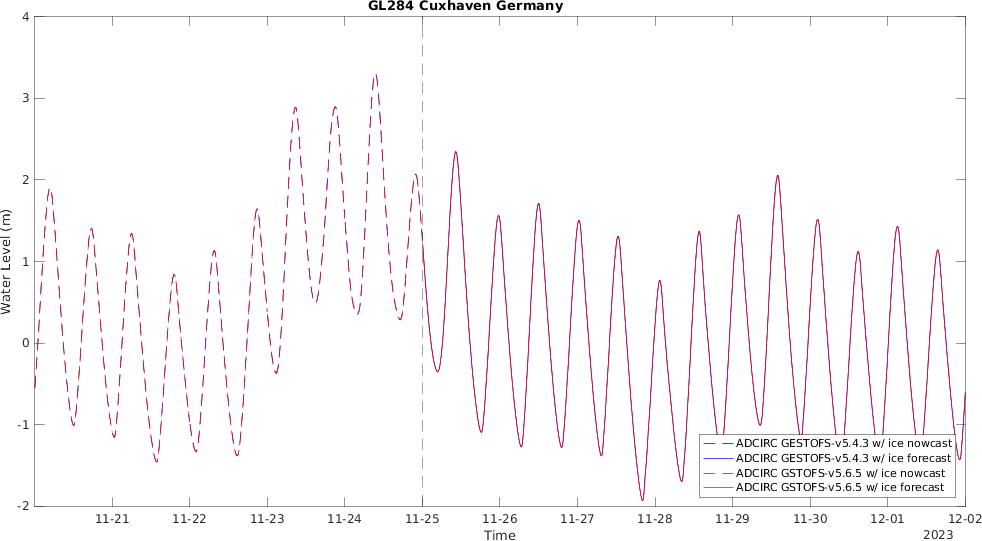 GL284 Cuxhaven Germany
4
3
2
1
0
-1
-2
Water Level (m)
ADCIRC GESTOFS-v5.4.3 w/ ice nowcast
ADCIRC GESTOFS-v5.4.3 w/ ice forecast
ADCIRC GSTOFS-v5.6.5 w/ ice nowcast
ADCIRC GSTOFS-v5.6.5 w/ ice forecast
11-21 11-22 11-23 11-24 11-25 11-26 11-27 11-28 11-29 11-30 12-01 12-02
Time
2023